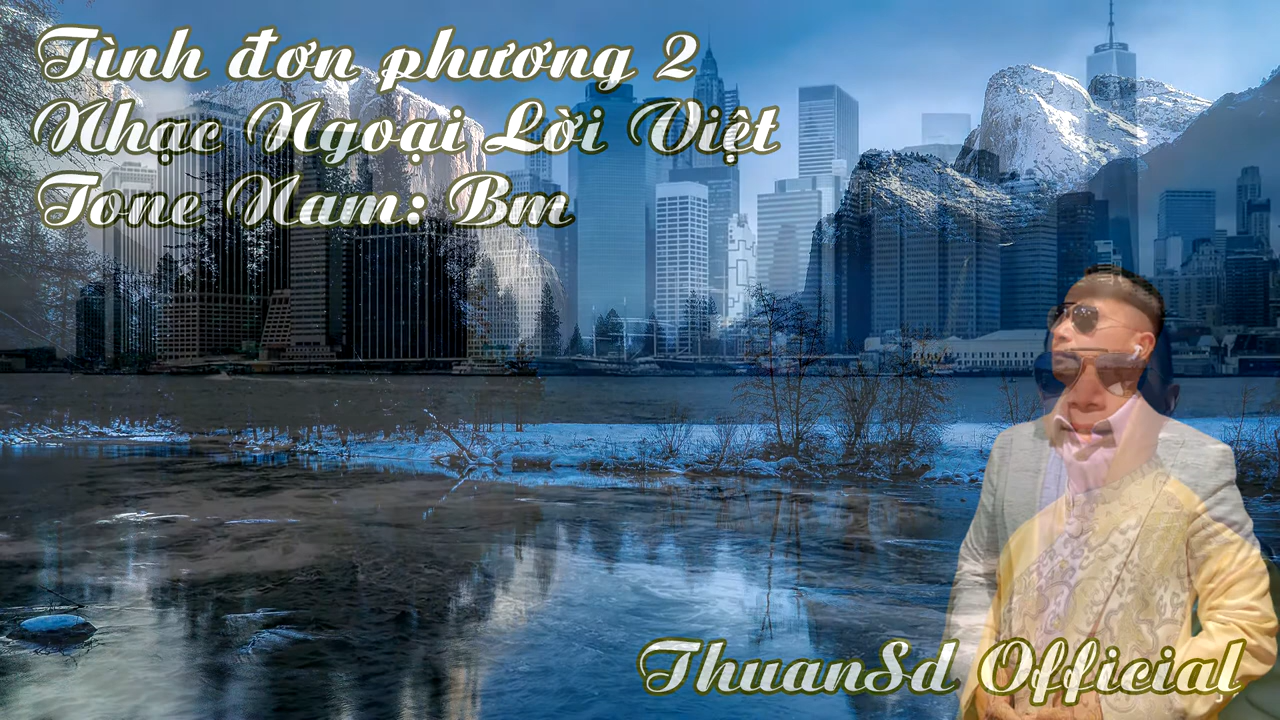 Tình đơn phương 2
Nhạc Ngoại Lời Việt
Tone Nam: Bm
ThuanSd Official